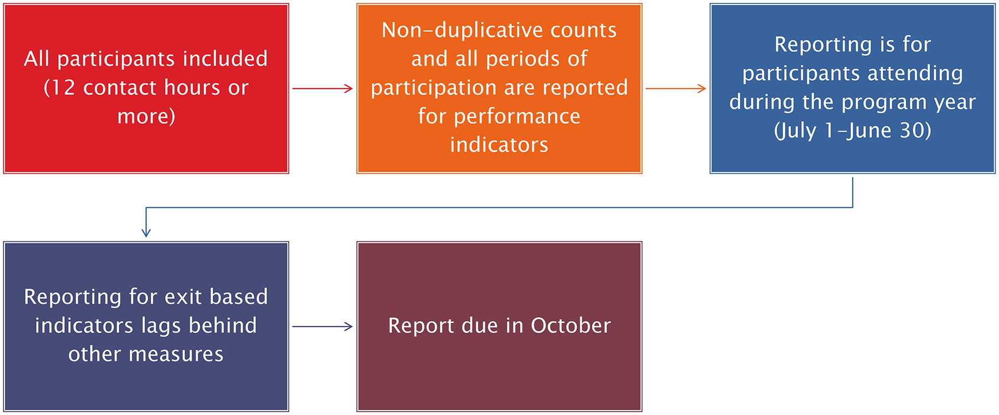 All participants included
(12 contact hours or
more)
Non-duplicative counts
and all periods of
participation are reported
for performance
indicators
Reporting is for
participants attending
during the program year
(July 1-June 30)
Reporting for exit based
indicators lags behind
other measures
Report due in October